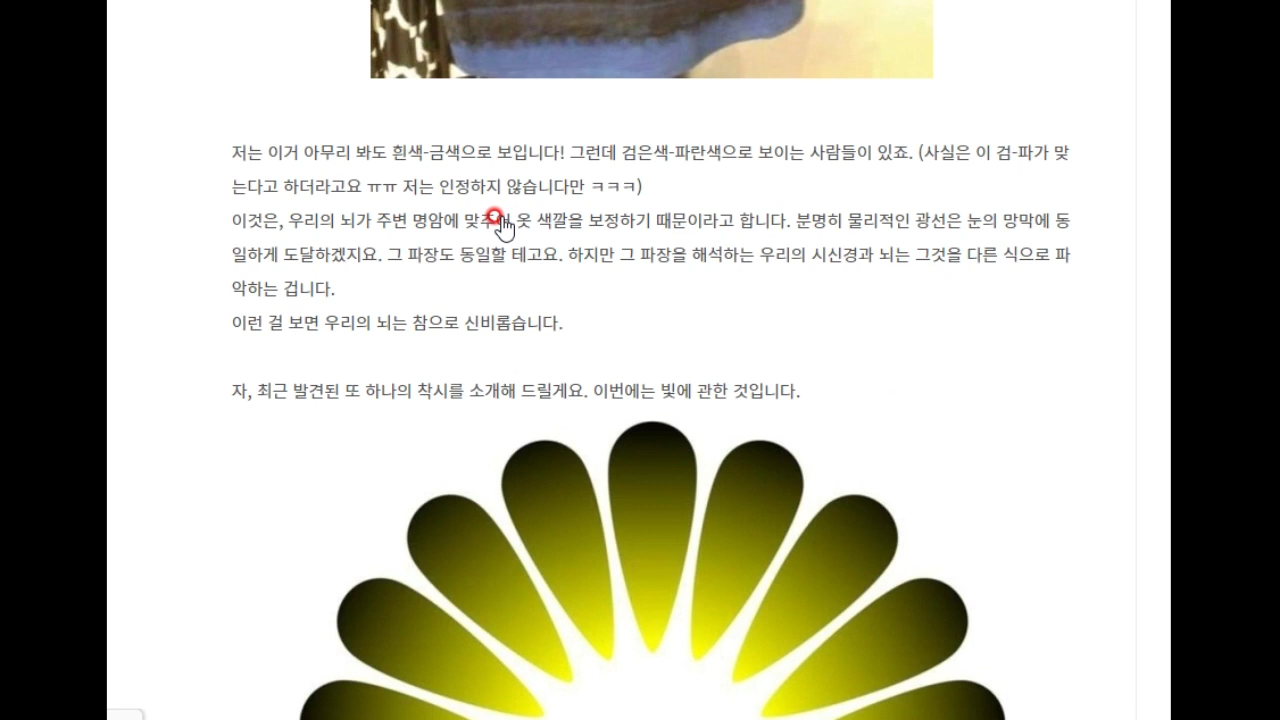 저는 이거 아무리 봐도 흰색-금색으로 보입니다! 그런데 검은색-파란색으로 보이는 사람들이 있죠. (사실은 이 검-파가 맞
는다고 하더라고요 ㅠㅠ 저는 인정하지 않습니다만 ㅋㅋㅋ)
이것은, 우리의 뇌가 주변 명암에 옷 색깔을 보정하기 때문이라고 합니다. 분명히 물리적인 광선은 눈의 망막에 동
일하게 도달하겠지요. 그 파장도 동일할 테고요. 하지만 그 파장을 해석하는 우리의 시신경과 뇌는 그것을 다른 식으로 파
악하는 겁니다.
이런 걸 보면 우리의 뇌는 참으로 신비롭습니다.
자, 최근 발견된 또 하나의 착시를 소개해 드릴게요. 이번에는 빛에 관한 것입니다.